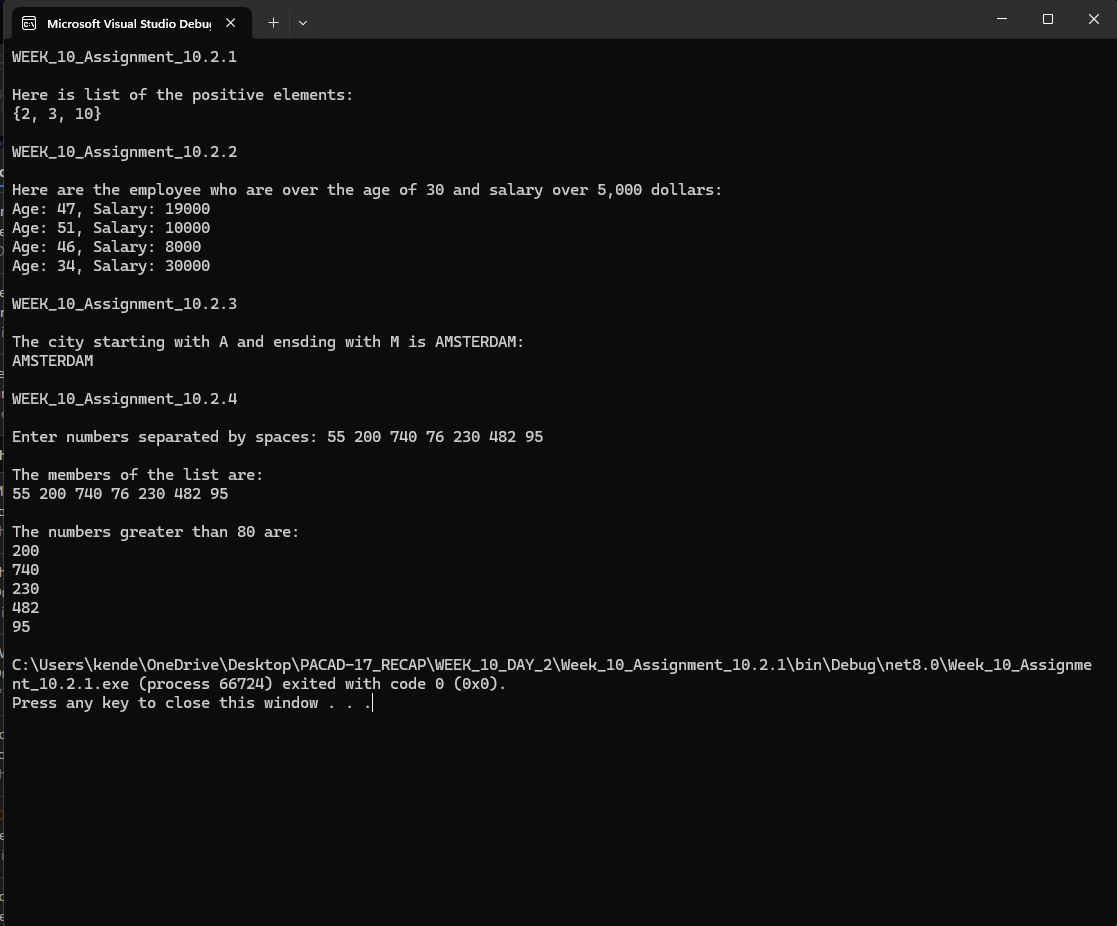 Microsoft Visual Studio Debug
WEEK_10_Assignment_10.2.1
Here is list of the positive elements:
{2, 3, 10}
WEEK_10_Assignment_10.2.2
Here are the employee who are over the age of 30 and salary over 5,000 dollars:
Age: 47, Salary: 19000
Age: 51, Salary: 10000
Age: 46, Salary: 8000
Age: 34, Salary: 30000
WEEK_10_Assignment_10.2.3
The city starting with A and ensding with M is AMSTERDAM:
AMSTERDAM
WEEK_10_Assignment_10.2.4
Enter numbers separated by spaces: 55 200 740 76 230 482 95
The members of the list are:
55 200 740 76 230 482 95
The numbers greater than 80 are:
200
740
230
482
95
C:\Users\kende\OneDrive\Desktop\PACAD-17_RECAP\WEEK_10_DAY_2\Week_10_Assignment_10.2.1\bin\Debug\net8.0\Week_10_Assignme
nt_10.2.1.exe (process 66724) exited with code 0 (0x0).
Press any key to close this window . . .